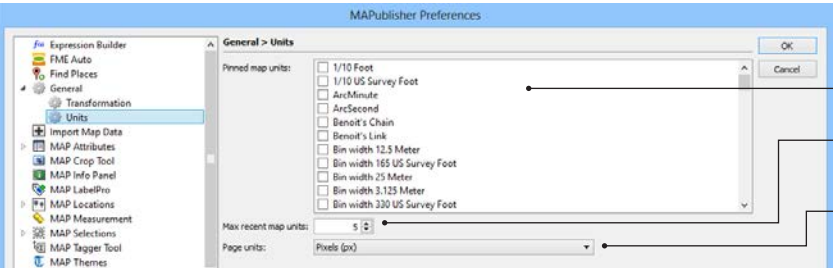 MAPublisher Preferences
Expression Builder
FME Auto
Find Places
General
Transformation
Units
Import Map Data
MAP Attributes
MAP Crop Tool
MAP Info Panel
MAP LabelPro
MAP Locations
MAP Measurement
MAP Selections
MAP Tagger Tool
MAP Themes
General > Units
Pinned map units:
1/10 Foot
1/10 US Survey Foot
ArcMinute
ArcSecond
Benoit's Chain
Benoit's Link
Bin width 12.5 Meter
Bin width 165 US Survey Foot
Bin width 25 Meter
Bin width 3.125 Meter
Bin width 330 US Survey Foot
Max recent map units: 5
Page units: Pixels (px)
OK
Cancel